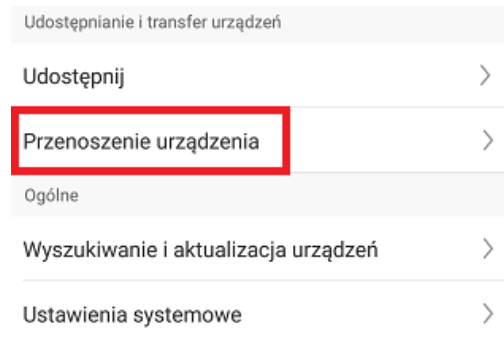 Udostępnianie i transfer urządzeń
Udostępnij
Przenoszenie urządzenia
Ogólne
Wyszukiwanie i aktualizacja urządzeń
Ustawienia systemowe